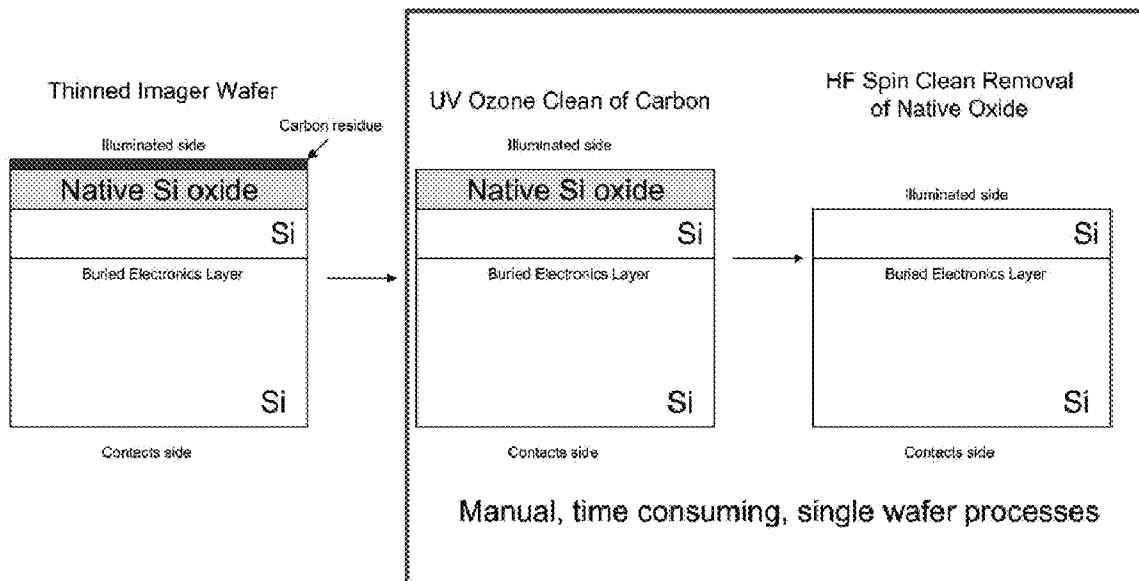 Thinned Imager Wafer
Carbon residue
Illuminated side
Native Si oxide
Si
Buried Electronics Layer
Si
Contacts side
UV Ozone Clean of Carbon
Illuminated side
Native Si oxide
Si
Buried Electronics Layer
Si
Contacts side
HF Spin Clean Removal
of Native Oxide
Illuminated side
Si
Buried Electronics Layer
Si
Contacts side
Manual, time consuming, single wafer processes